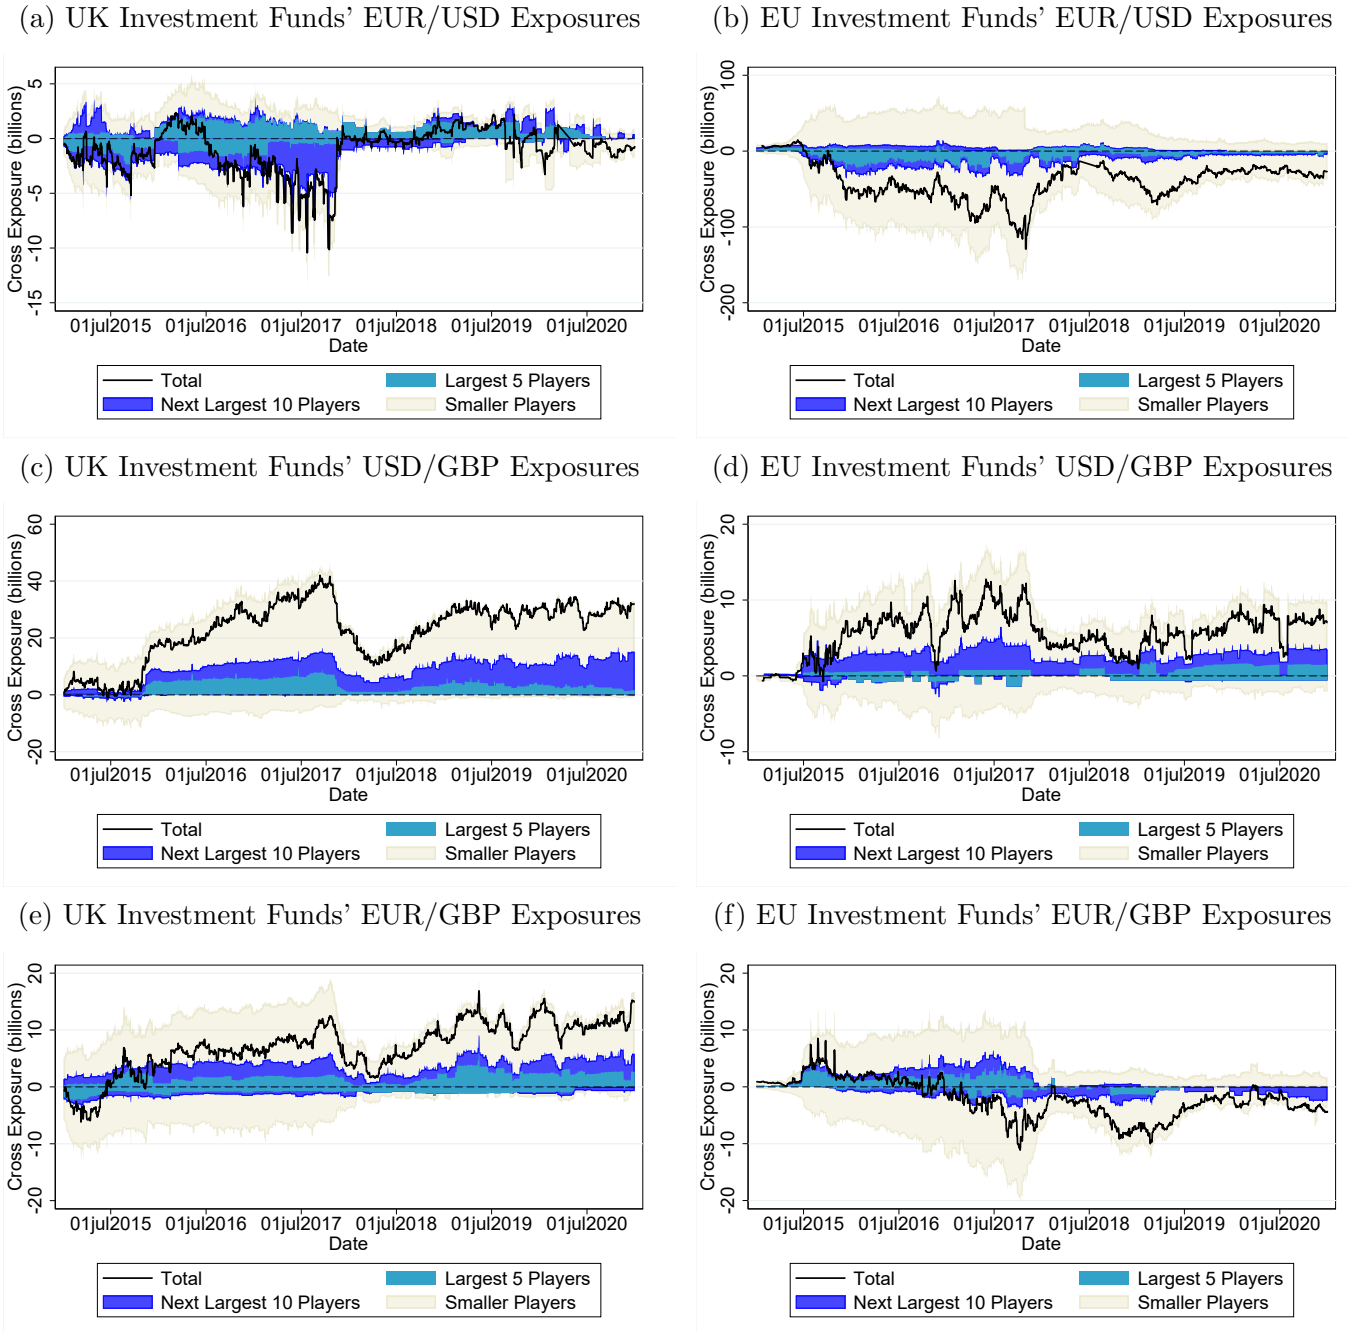 (a) UK Investment Funds' EUR/USD Exposures
Cross Exposure (billions)
5
0
-5
-10
-15
01jul2015 01jul2016 01jul2017 01jul2018 01jul2019 01jul2020
Date
Total Largest 5 Players
Next Largest 10 Players Smaller Players
(b) EU Investment Funds' EUR/USD Exposures
Cross Exposure (billions)
100
0
-100
-200
01jul2015 01jul2016 01jul2017 01jul2018 01jul2019 01jul2020
Date
Total Largest 5 Players
Next Largest 10 Players Smaller Players
(c) UK Investment Funds' USD/GBP Exposures
Cross Exposure (billions)
60
40
20
0
-20
01jul2015 01jul2016 01jul2017 01jul2018 01jul2019 01jul2020
Date
Total Largest 5 Players
Next Largest 10 Players Smaller Players
(d) EU Investment Funds' USD/GBP Exposures
Cross Exposure (billions)
20
10
0
-10
01jul2015 01jul2016 01jul2017 01jul2018 01jul2019 01jul2020
Date
Total Largest 5 Players
Next Largest 10 Players Smaller Players
(e) UK Investment Funds' EUR/GBP Exposures
Cross Exposure (billions)
20
10
0
-10
-20
01jul2015 01jul2016 01jul2017 01jul2018 01jul2019 01jul2020
Date
Total Largest 5 Players
Next Largest 10 Players Smaller Players
(f) EU Investment Funds' EUR/GBP Exposures
Cross Exposure (billions)
20
10
0
-10
-20
01jul2015 01jul2016 01jul2017 01jul2018 01jul2019 01jul2020
Date
Total Largest 5 Players
Next Largest 10 Players Smaller Players